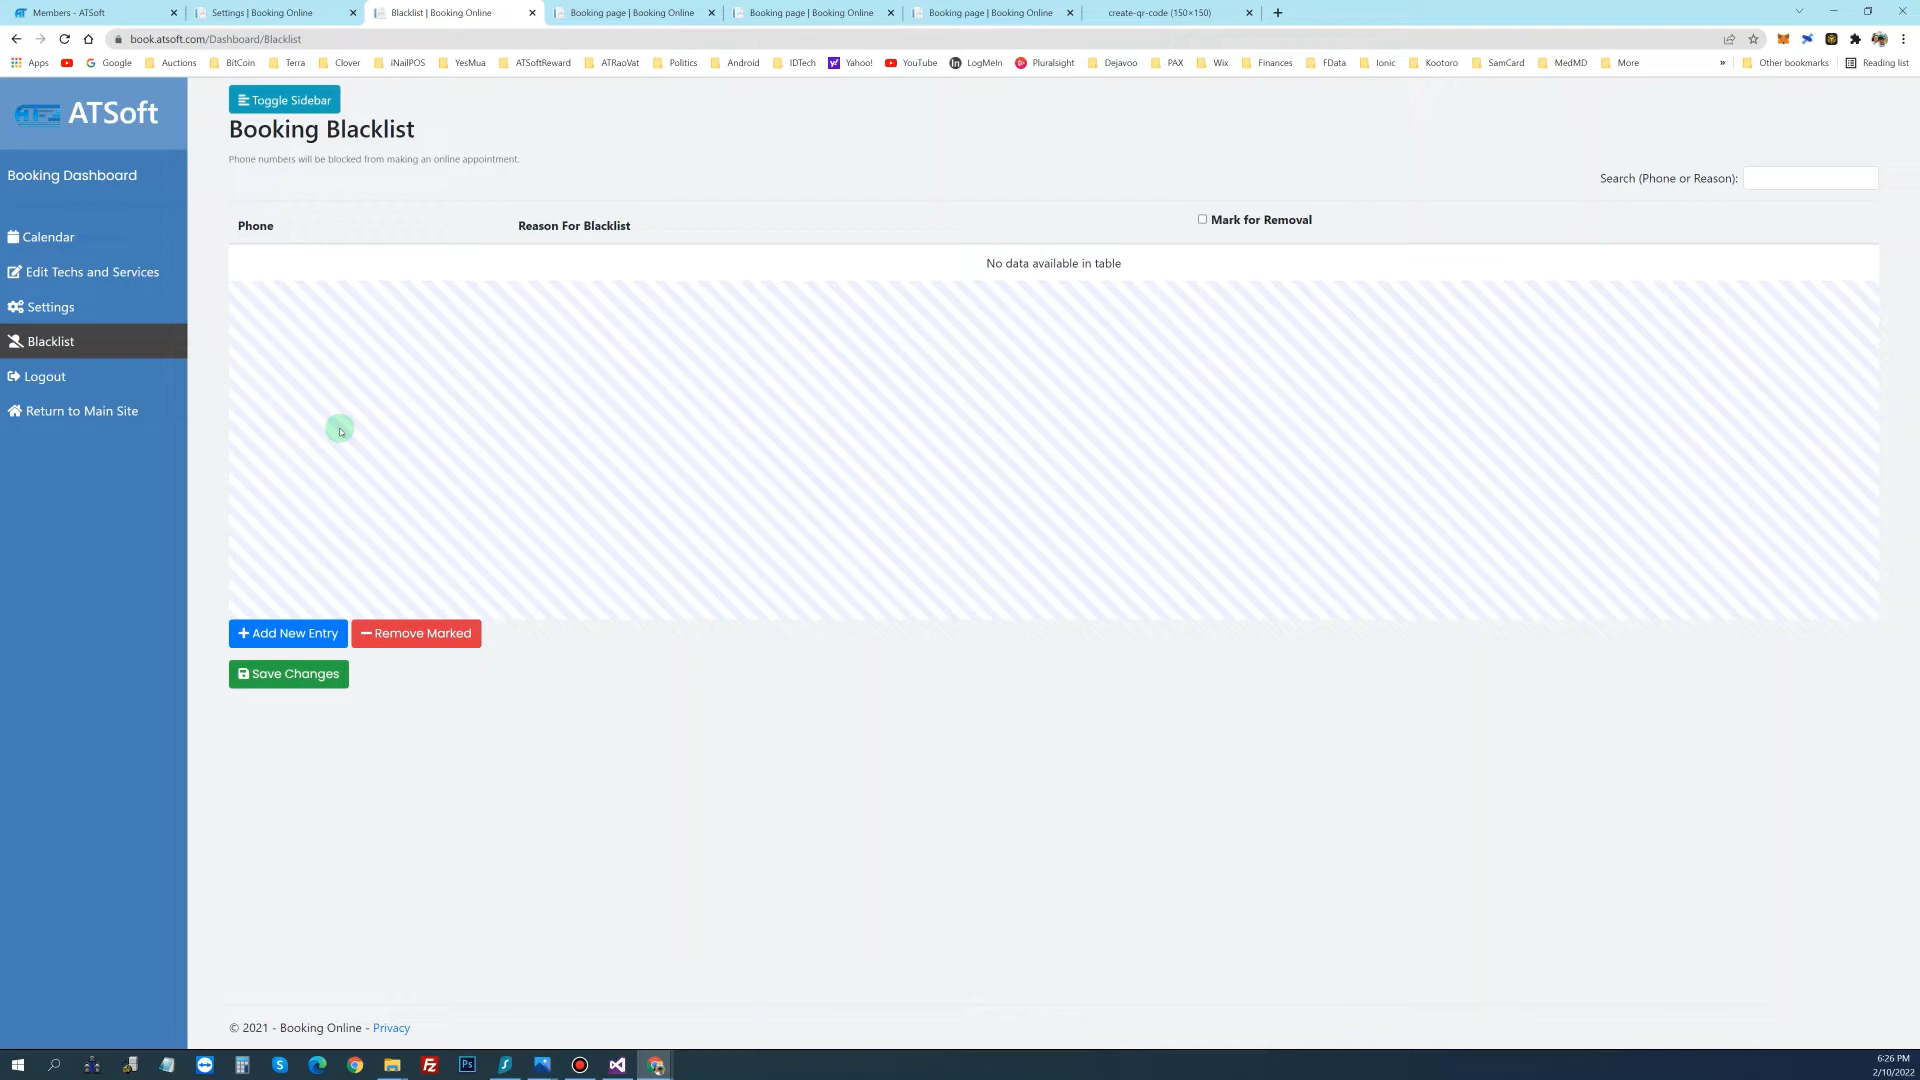 Members - ATSoft
Settings | Booking Online
Blacklist | Booking Online
Booking page | Booking Online
Booking page | Booking Online
Booking page | Booking Online
create-qr-code (150×150)
book.atsoft.com/Dashboard/Blacklist
Apps
Google
Auctions
BitCoin
Terra
Clover
iNailPOS
YesMua
ATSoftReward
ATRaoVat
Politics
Android
IDTech
Yahoo!
YouTube
LogMeIn
Pluralsight
Dejavoo
PAX
Wix
Finances
FData
Ionic
Kootoro
SamCard
MedMD
More
»
Other bookmarks
Reading list
ATSoft
Booking Dashboard
Calendar
Edit Techs and Services
Settings
Blacklist
Logout
Return to Main Site
Toggle Sidebar
Booking Blacklist
Phone numbers will be blocked from making an online appointment.
Search (Phone or Reason):
Phone
Reason For Blacklist
Mark for Removal
No data available in table
Add New Entry
Remove Marked
Save Changes
© 2021 - Booking Online - Privacy
6:26 PM
2/10/2022